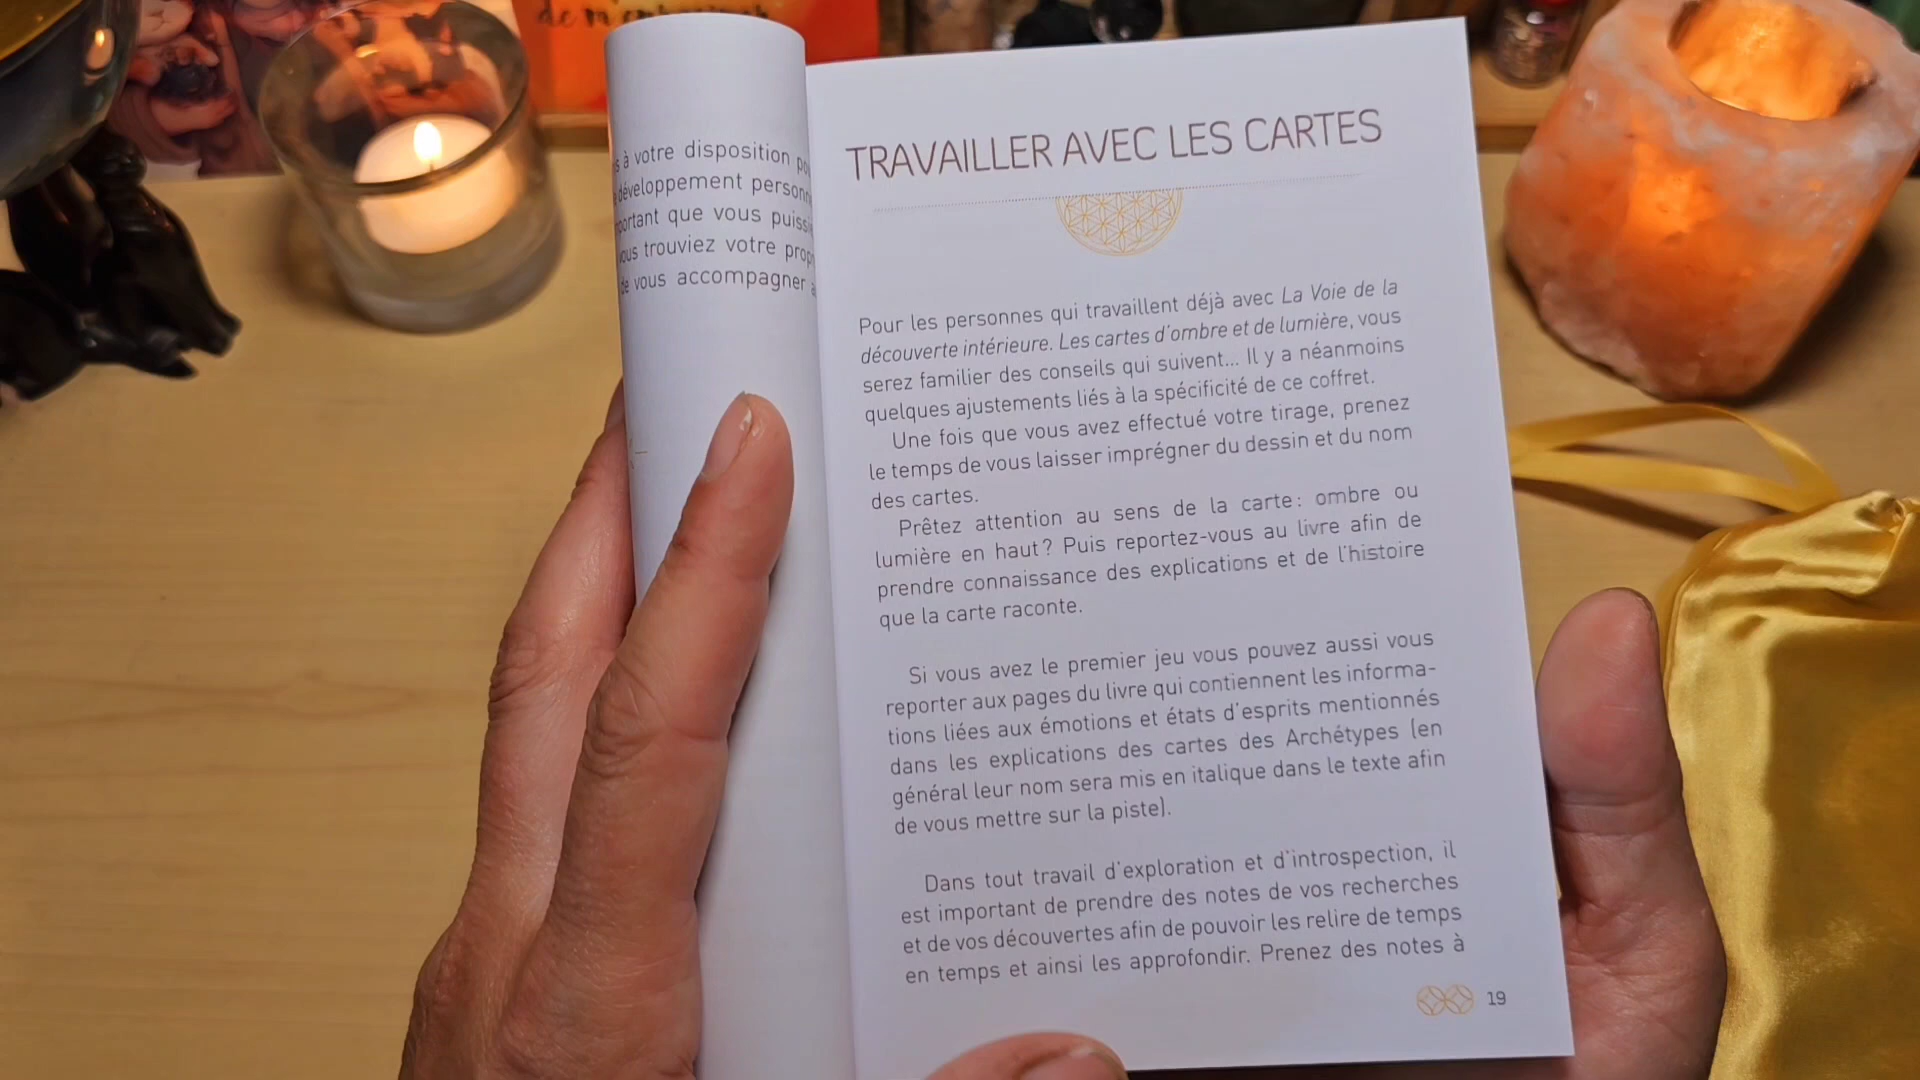 à votre disposition
développement
que vous
trouviez votre
vous accompagner
TRAVAILLER AVEC LES CARTES
Pour les personnes qui travaillent déjà avec La Voie de la
découverte intérieure. Les cartes d'ombre et de lumière, vous
serez familier des conseils qui suivent... Il y a néanmoins
quelques ajustements liés à la spécificité de ce coffret.
Une fois que vous avez effectué votre tirage, prenez
le temps de vous laisser imprégner du dessin et du nom
des cartes.
Prêtez attention au sens de la carte : ombre ou
lumière en haut ? Puis reportez-vous au livre afin de
prendre connaissance des explications et de l'histoire
que la carte raconte.
Si vous avez le premier jeu vous pouvez aussi vous
reporter aux pages du livre qui contiennent les informa-
tions liées aux émotions et états d'esprits mentionnés
dans les explications des cartes des Archétypes (en
général leur nom sera mis en italique dans le texte afin
de vous mettre sur la piste).
Dans tout travail d'exploration et d'introspection, il
est important de prendre des notes de vos recherches
et de vos découvertes afin de pouvoir les relire de temps
en temps et ainsi les approfondir. Prenez des notes à
19